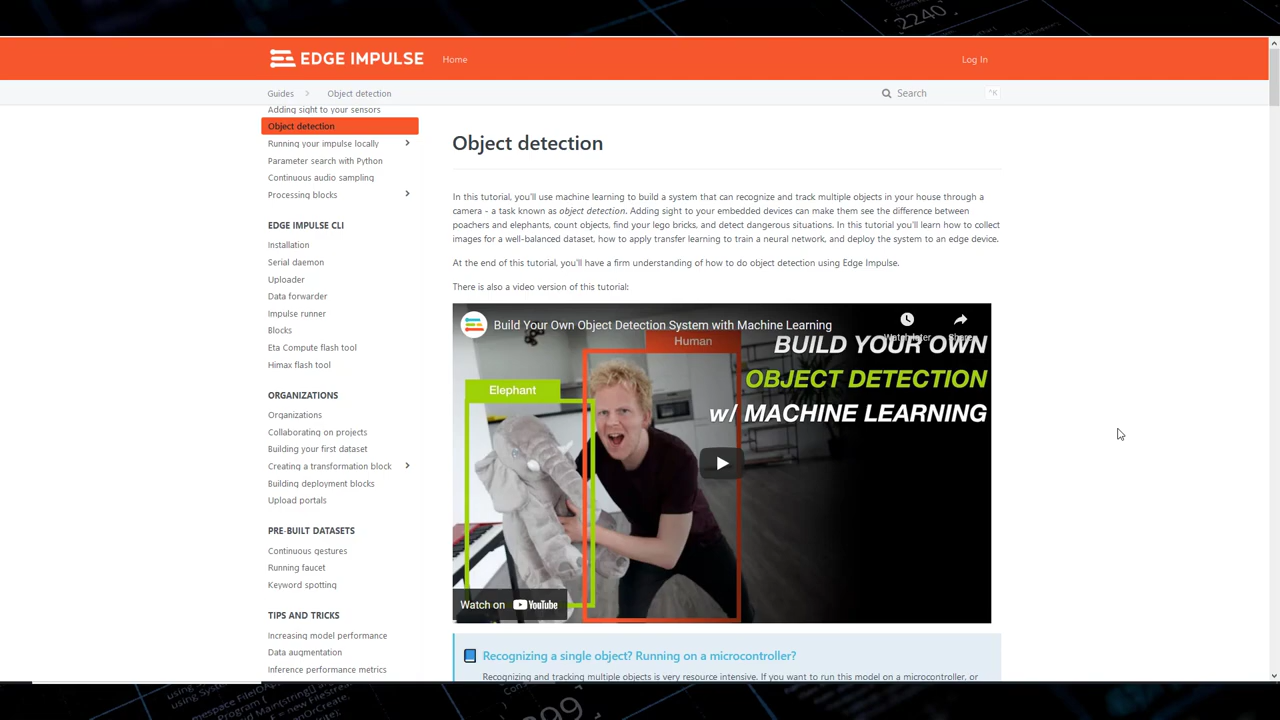 2240
EDGE IMPULSE
Home
Log In
Guides
Object detection
Search
^K
Adding sight to your sensors
Object detection
Running your impulse locally
Parameter search with Python
Continuous audio sampling
Processing blocks
EDGE IMPULSE CLI
Installation
Serial daemon
Uploader
Data forwarder
Impulse runner
Blocks
Eta Compute flash tool
Himax flash tool
ORGANIZATIONS
Organizations
Collaborating on projects
Building your first dataset
Creating a transformation block
Building deployment blocks
Upload portals
PRE-BUILT DATASETS
Continuous gestures
Running faucet
Keyword spotting
TIPS AND TRICKS
Increasing model performance
Data augmentation
Inference performance metrics
Object detection
In this tutorial, you'll use machine learning to build a system that can recognize and track multiple objects in your house through a
camera - a task known as object detection. Adding sight to your embedded devices can make them see the difference between
poachers and elephants, count objects, find your lego bricks, and detect dangerous situations. In this tutorial you'll learn how to collect
images for a well-balanced dataset, how to apply transfer learning to train a neural network, and deploy the system to an edge device.
At the end of this tutorial, you'll have a firm understanding of how to do object detection using Edge Impulse.
There is also a video version of this tutorial:
Build Your Own Object Detection System with Machine Learning
Watch later
Share
Human
Elephant
BUILD YOUR OWN
OBJECT DETECTION
w/ MACHINE LEARNING
Watch on YouTube
Recognizing a single object? Running on a microcontroller?
Recognizing and tracking multiple objects is very resource intensive. If you want to run this model on a microcontroller, or